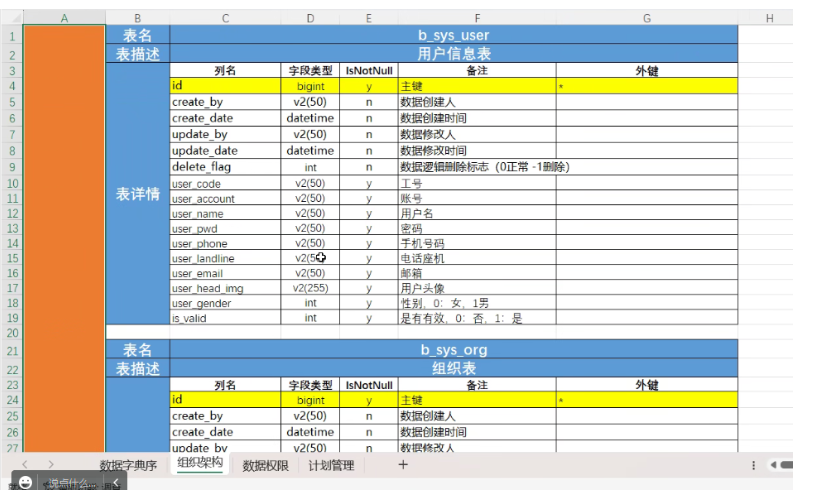 A B C D E F G H
1 表名 b_sys_user
2 表描述 用户信息表
3 列名 字段类型 IsNotNull 备注 外键
4 id bigint y 主键 *
5 create_by v2(50) n 数据创建人
6 create_date datetime n 数据创建时间
7 update_by v2(50) n 数据修改人
8 update_date datetime n 数据修改时间
9 delete_flag int n 数据逻辑删除标志（0正常 -1删除)
10 表详情 user_code v2(50) y 工号
11 user_account v2(50) y 账号
12 user_name v2(50) y 用户名
13 user_pwd v2(50) y 密码
14 user_phone v2(50) y 手机号码
15 user_landline y 电话座机
16 user_email v2(50) y 邮箱
17 user_head_img v2(255) y 用户头像
18 user_gender int y 性别，0：女，1男
19 is_valid int y 是有有效，0：否，1：是
20
21 表名 b_sys_org
22 表描述 组织表
23 列名 字段类型 IsNotNull 备注 外键
24 id bigint y 主键 *
25 create_by v2(50) n 数据创建人
26 create_date datetime n 数据创建时间
27 update_by v2(50) n 数据修改人
数据字典序 组织架构 数据权限 计划管理 +
说点什么...